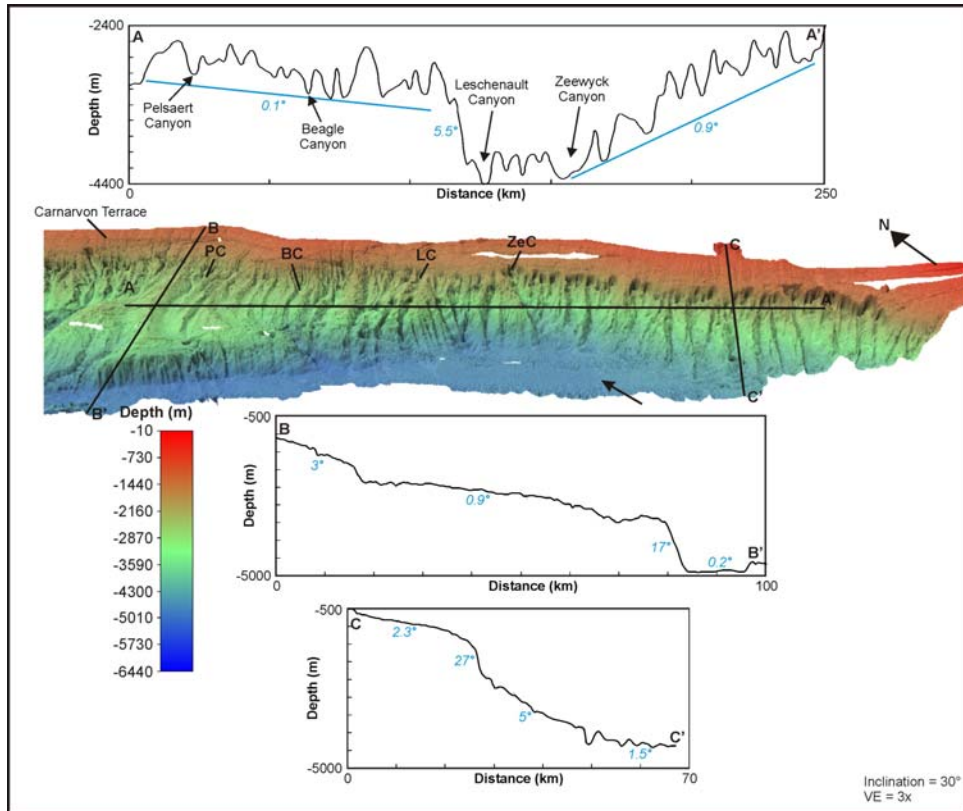 -2400
A
A'
Depth (m)
Pelsaert
Canyon
0.1°
Beagle
Canyon
5.5°
Leschenault
Canyon
Zeewyck
Canyon
0.9°
-4400
0
Distance (km)
250
Carnarvon Terrace
B
PC
BC
LC
ZeC
C
N
A
A'
B'
C'
Depth (m)
-10
-730
-1440
-2160
-2870
-3590
-4300
-5010
-5730
-6440
-500
B
Depth (m)
3°
0.9°
17°
0.2°
B'
-5000
0
Distance (km)
100
-500
C
Depth (m)
2.3°
27°
5°
1.5°
C'
-5000
0
Distance (km)
70
Inclination = 30°
VE = 3x